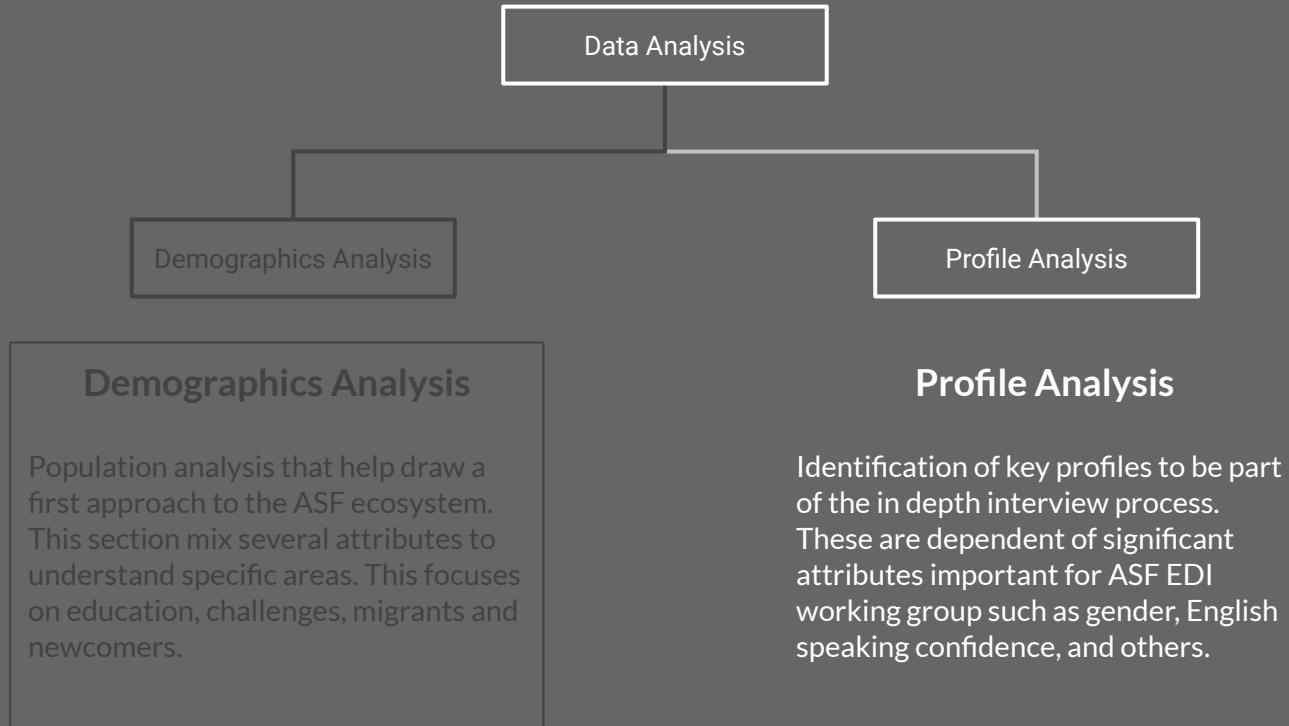 Data Analysis
Demographics Analysis
Profile Analysis
Demographics Analysis
Population analysis that help draw a
first approach to the ASF ecosystem.
This section mix several attributes to
understand specific areas. This focuses
on education, challenges, migrants and
newcomers.
Profile Analysis
Identification of key profiles to be part
of the in depth interview process.
These are dependent of significant
attributes important for ASF EDI
working group such as gender, English
speaking confidence, and others.